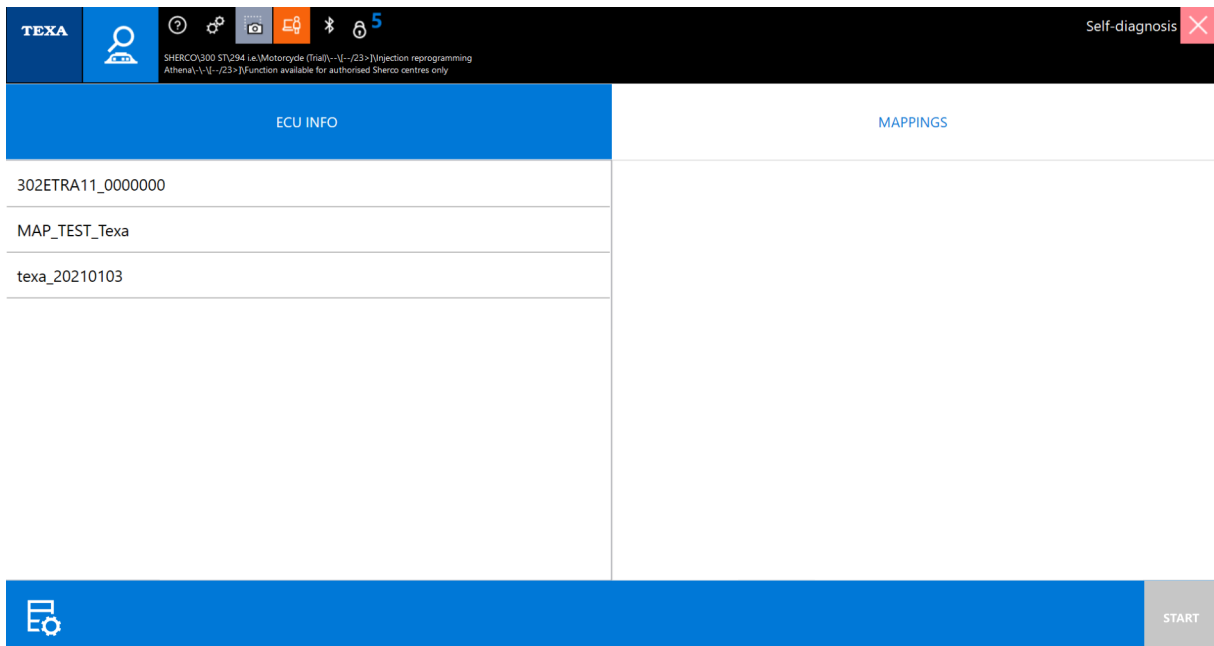 TEXA
5
Self-diagnosis
SHERCO\300 ST\294 i.e.\Motorcycle (Trial)\--\[--/23>]\Injection reprogramming
Athena\-\-\[--/23>]\Function available for authorised Sherco centres only
ECU INFO
MAPPINGS
302ETRA11_0000000
MAP_TEST_Texa
texa_20210103
START